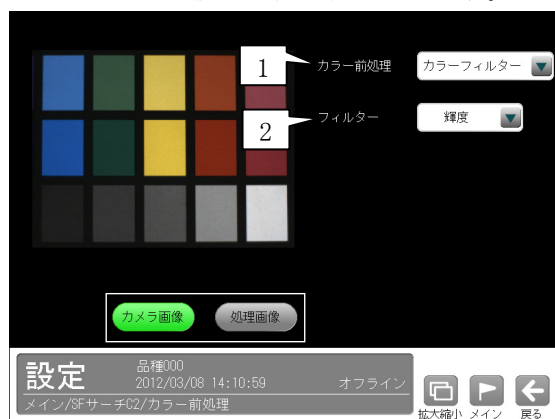 1
カラー前処理
カラーフィルター
2
フィルター
輝度
カメラ画像
処理画像
設定
品種000
2012/03/08 14:10:59
オフライン
メイン/SFサーチC2/カラー前処理
拡大縮小
メイン
戻る